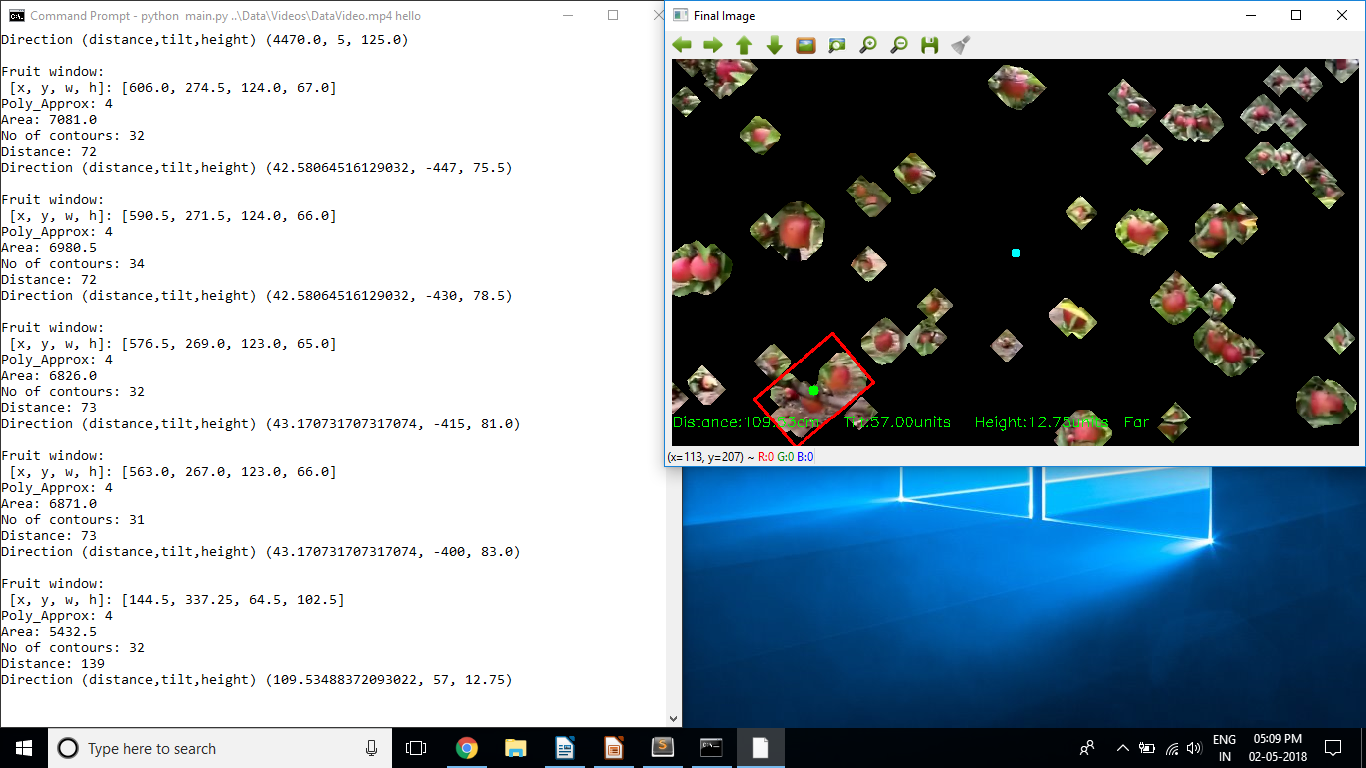 Command Prompt - python main.py ..\Data\Videos\DataVideo.mp4 hello
Direction (distance,tilt,height) (4470.0, 5, 125.0)
Fruit window:
[x, y, w, h]: [606.0, 274.5, 124.0, 67.0]
Poly_Approx: 4
Area: 7081.0
No of contours: 32
Distance: 72
Direction (distance,tilt,height) (42.58064516129032, -447, 75.5)
Fruit window:
[x, y, w, h]: [590.5, 271.5, 124.0, 66.0]
Poly_Approx: 4
Area: 6980.5
No of contours: 34
Distance: 72
Direction (distance,tilt,height) (42.58064516129032, -430, 78.5)
Fruit window:
[x, y, w, h]: [576.5, 269.0, 123.0, 65.0]
Poly_Approx: 4
Area: 6826.0
No of contours: 32
Distance: 73
Direction (distance,tilt,height) (43.170731707317074, -415, 81.0)
Fruit window:
[x, y, w, h]: [563.0, 267.0, 123.0, 66.0]
Poly_Approx: 4
Area: 6871.0
No of contours: 31
Distance: 73
Direction (distance,tilt,height) (43.170731707317074, -400, 83.0)
Fruit window:
[x, y, w, h]: [144.5, 337.25, 64.5, 102.5]
Poly_Approx: 4
Area: 5432.5
No of contours: 32
Distance: 139
Direction (distance,tilt,height) (109.53488372093022, 57, 12.75)
Final Image
Height:12.75units Far
(x=113, y=207) ~ R:0 G:0 B:0
Type here to search
ENG
IN
05:09 PM
02-05-2018